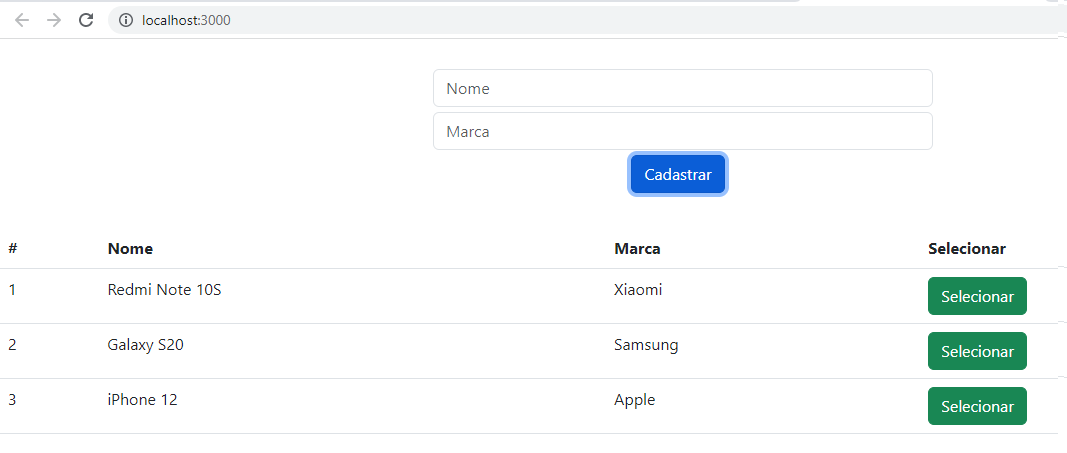 localhost:3000
Nome
Marca
Cadastrar
# Nome Marca Selecionar
1 Redmi Note 10S Xiaomi Selecionar
2 Galaxy S20 Samsung Selecionar
3 iPhone 12 Apple Selecionar